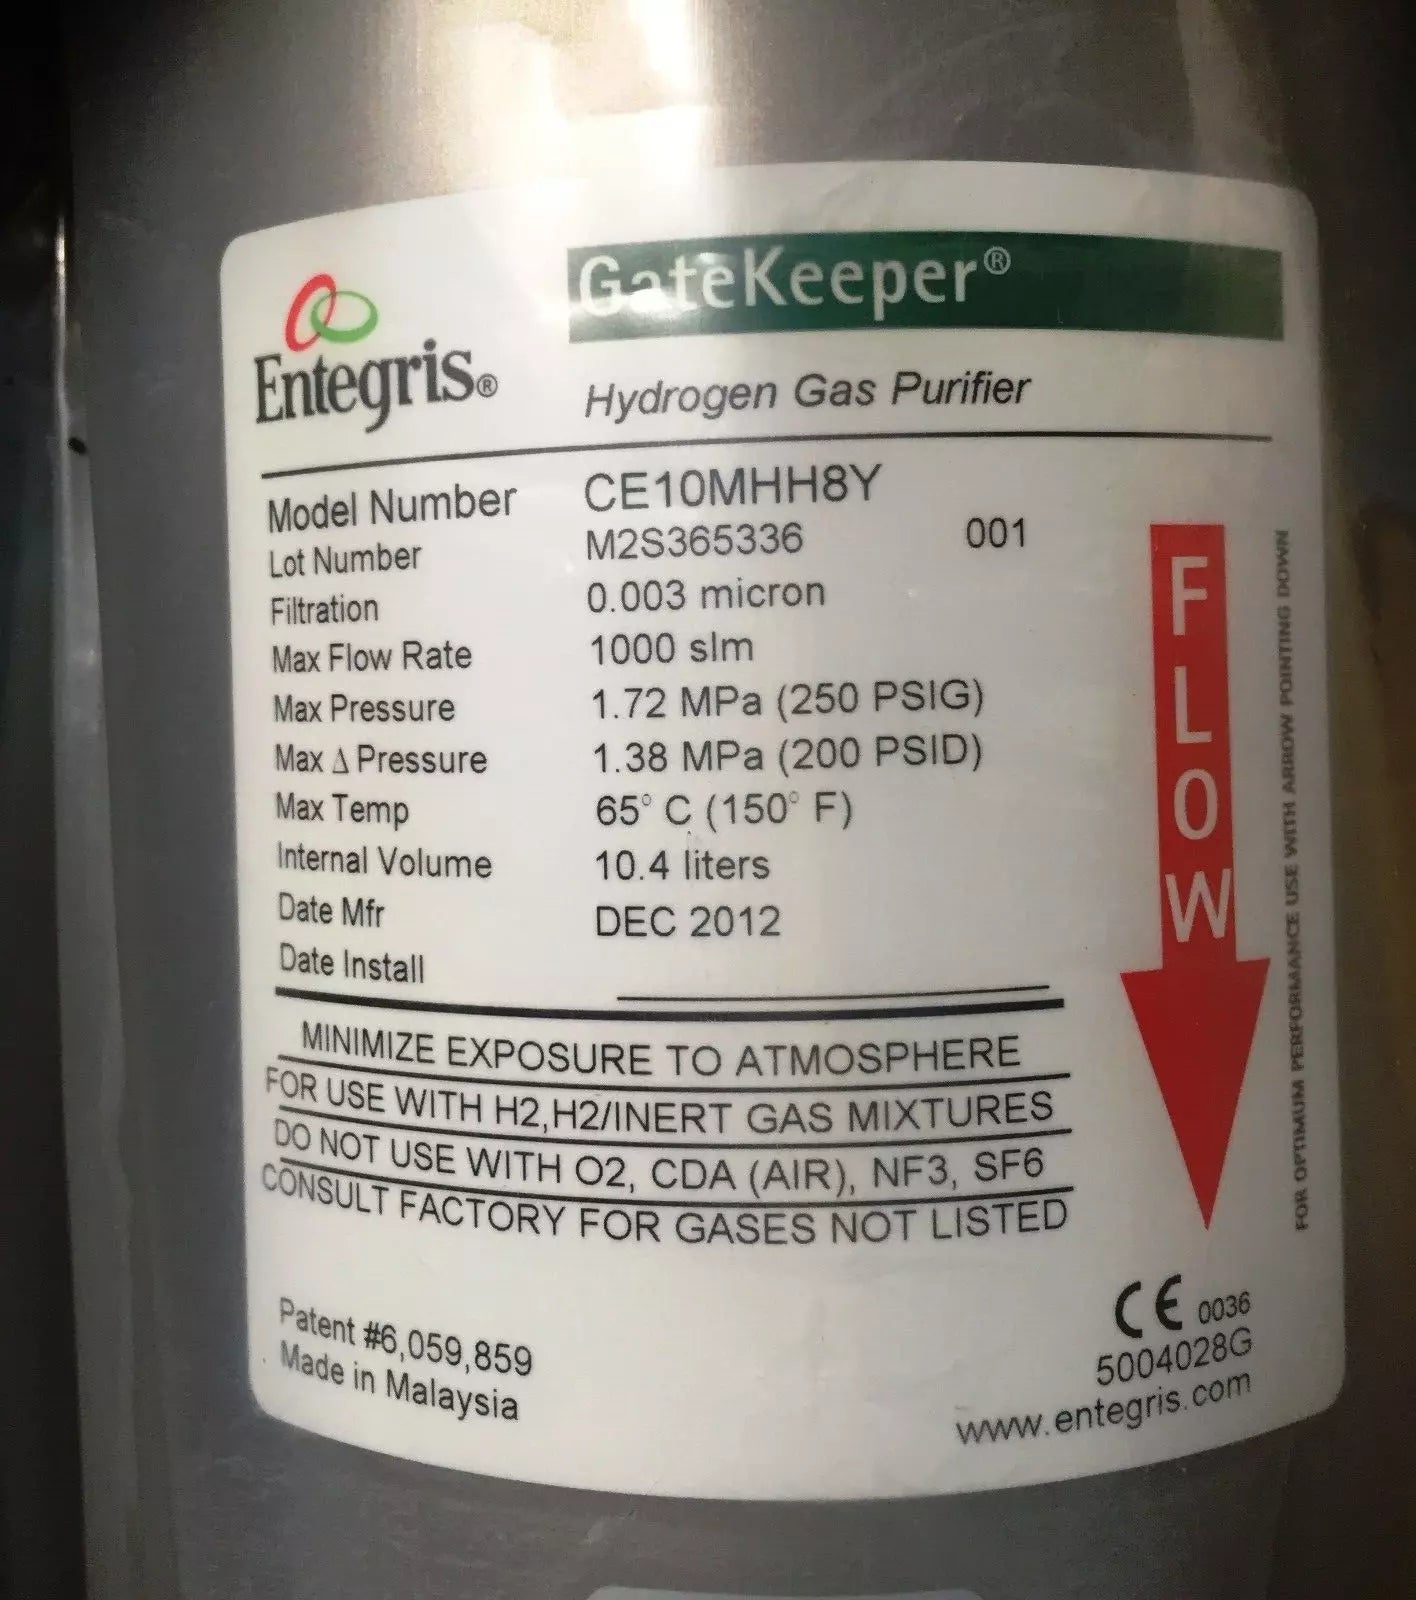 Entegris®
GateKeeper®
Hydrogen Gas Purifier
Model Number CE10MHH8Y
Lot Number M2S365336 001
Filtration 0.003 micron
Max Flow Rate 1000 slm
Max Pressure 1.72 MPa (250 PSIG)
Max Δ Pressure 1.38 MPa (200 PSID)
Max Temp 65° C (150° F)
Internal Volume 10.4 liters
Date Mfr DEC 2012
Date Install
MINIMIZE EXPOSURE TO ATMOSPHERE
FOR USE WITH H2,H2/INERT GAS MIXTURES
DO NOT USE WITH O2, CDA (AIR), NF3, SF6
CONSULT FACTORY FOR GASES NOT LISTED
FLOW
FOR OPTIMUM PERFORMANCE USE WITH ARROW POINTING DOWN
Patent #6,059,859
Made in Malaysia
CE 0036
5004028G
www.entegris.com